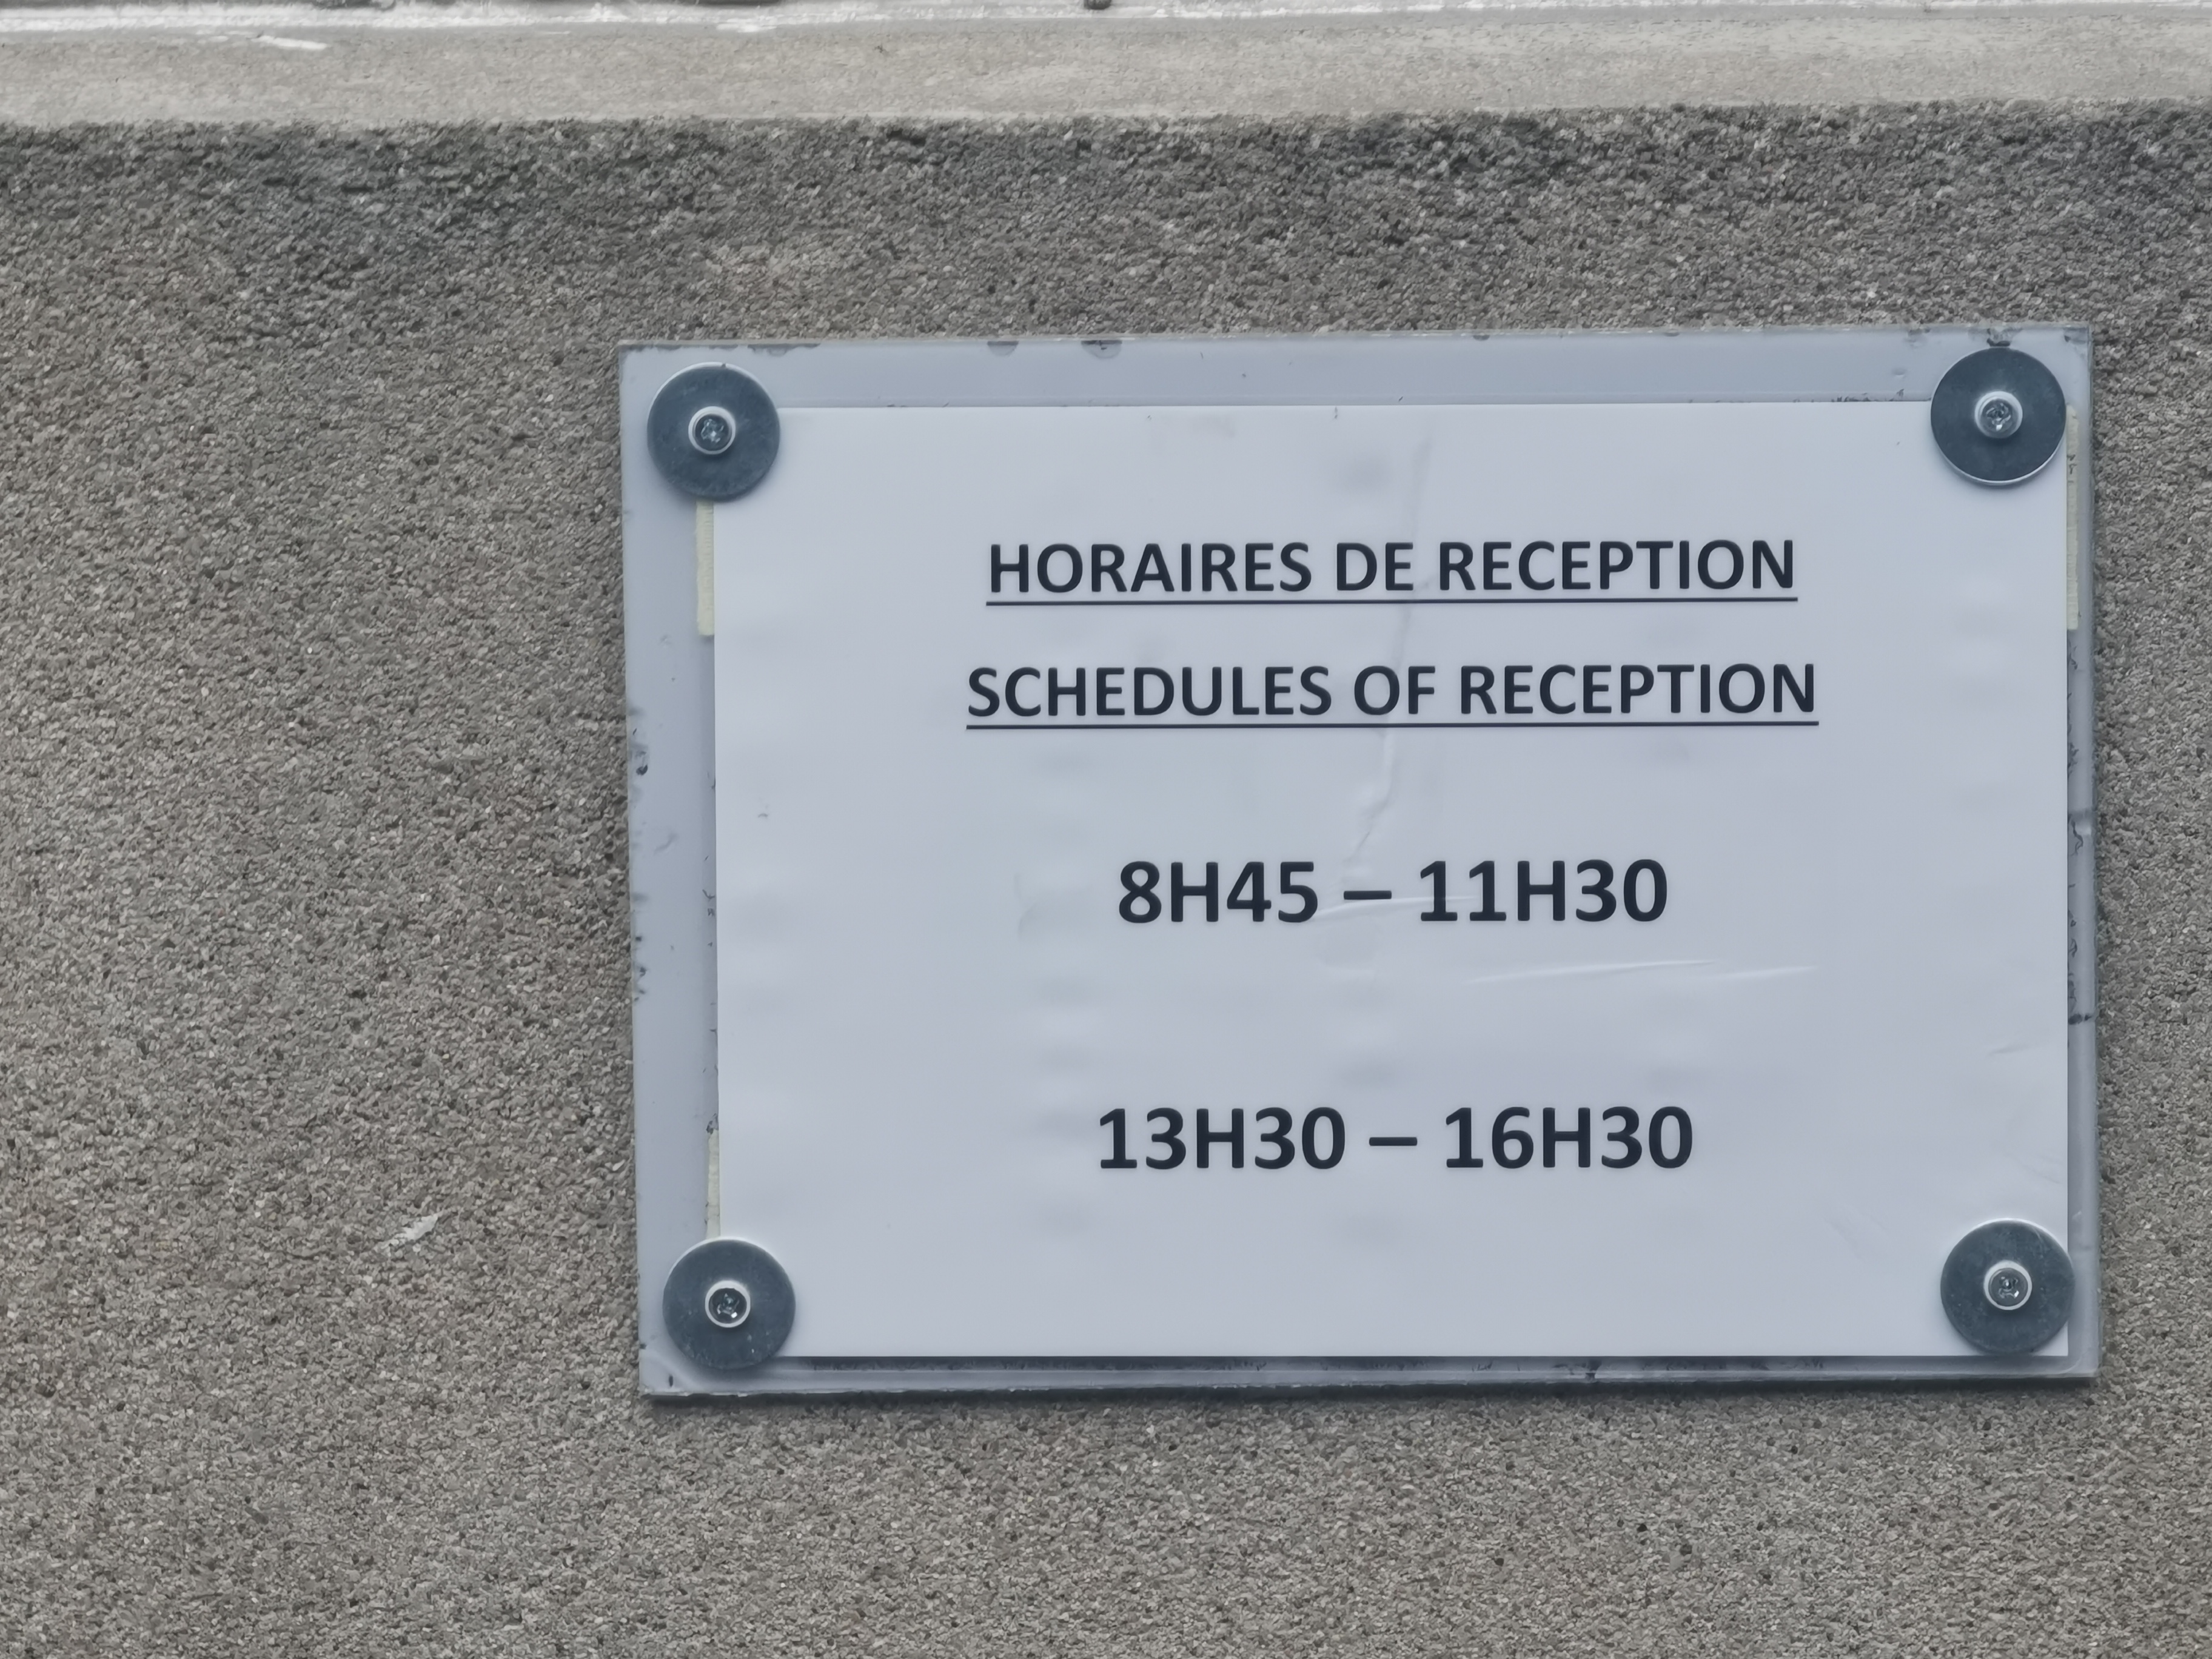 HORAIRES DE RECEPTION
SCHEDULES OF RECEPTION
8H45 – 11H30
13H30 – 16H30